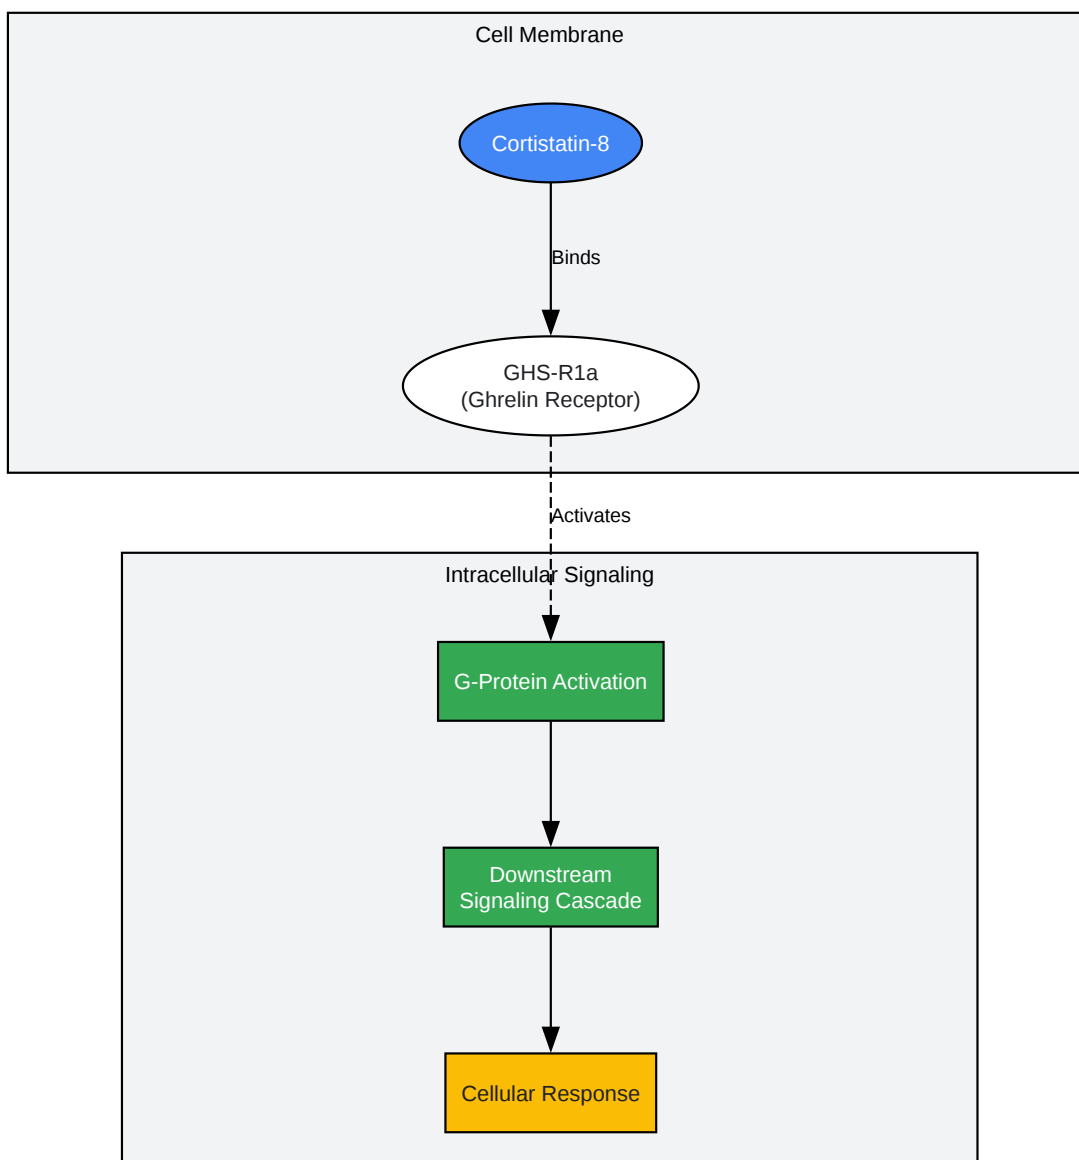 Cell Membrane
Cortistatin-8
Binds
GHS-R1a
(Ghrelin Receptor)
Activates
Intracellular Signaling
G-Protein Activation
Downstream
Signaling Cascade
Cellular Response